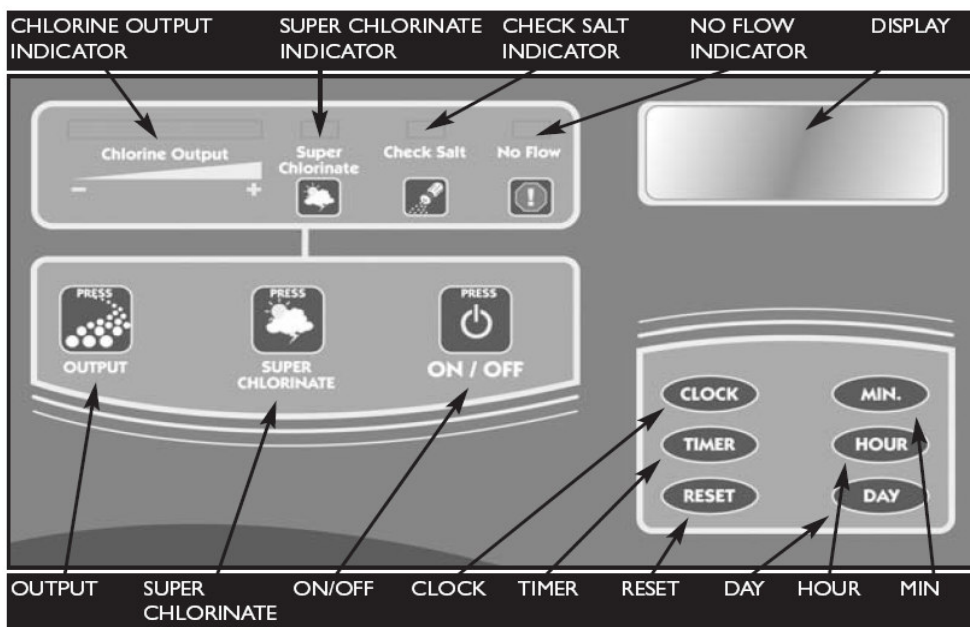 CHLORINE OUTPUT INDICATOR
SUPER CHLORINATE INDICATOR
CHECK SALT INDICATOR
NO FLOW INDICATOR
DISPLAY
Chlorine Output
- +
Super
Chlorinate
Check Salt
No Flow
!
PRESS
OUTPUT
PRESS
SUPER
CHLORINATE
PRESS
ON / OFF
CLOCK
MIN.
TIMER
HOUR
RESET
DAY
OUTPUT
SUPER
CHLORINATE
ON/OFF
CLOCK
TIMER
RESET
DAY
HOUR
MIN